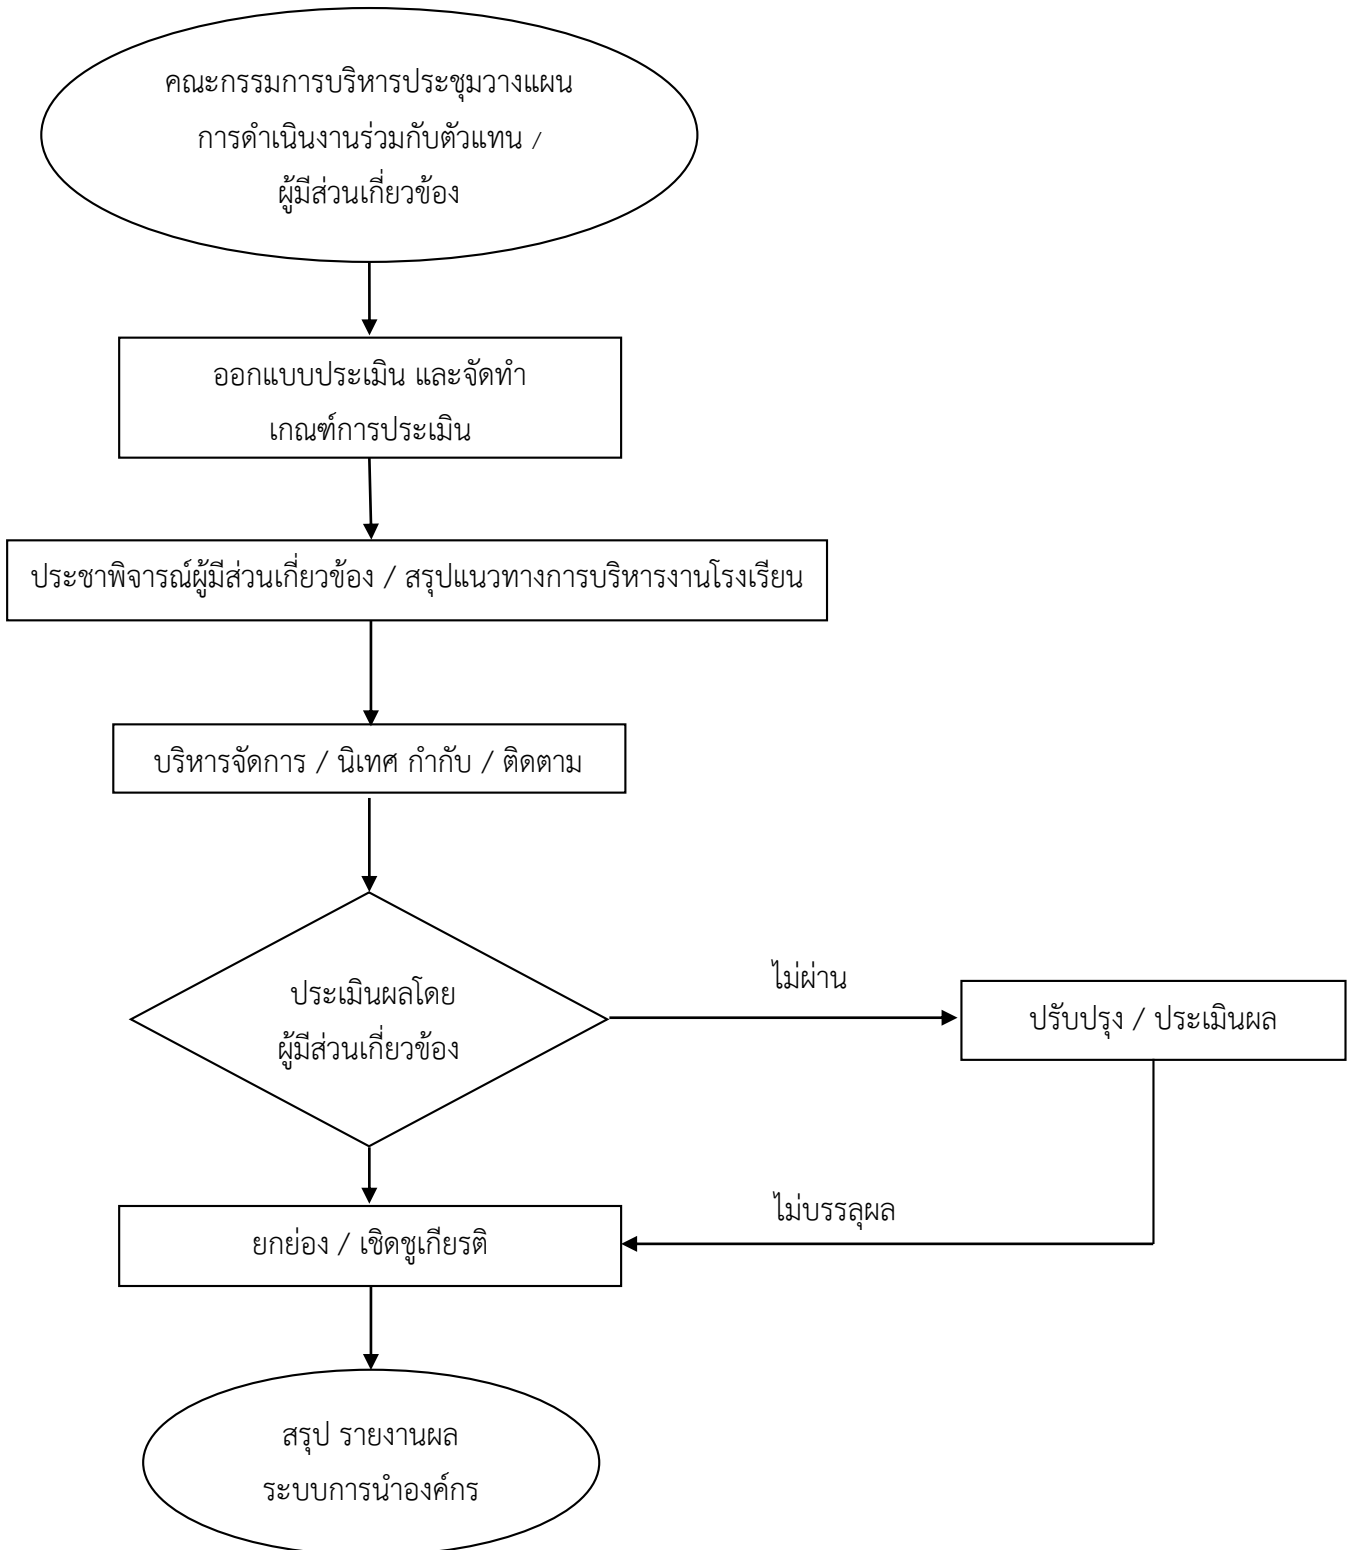 คณะกรรมการบริหารประชุมวางแผน
การดำเนินงานร่วมกับตัวแทน /
ผู้มีส่วนเกี่ยวข้อง
ออกแบบประเมิน และจัดทำ
เกณฑ์การประเมิน
ประชาพิจารณ์ผู้มีส่วนเกี่ยวข้อง / สรุปแนวทางการบริหารงานโรงเรียน
บริหารจัดการ / นิเทศ กำกับ / ติดตาม
ประเมินผลโดย
ผู้มีส่วนเกี่ยวข้อง
ไม่ผ่าน
ปรับปรุง / ประเมินผล
ไม่บรรลุผล
ยกย่อง / เชิดชูเกียรติ
สรุป รายงานผล
ระบบการนำองค์กร